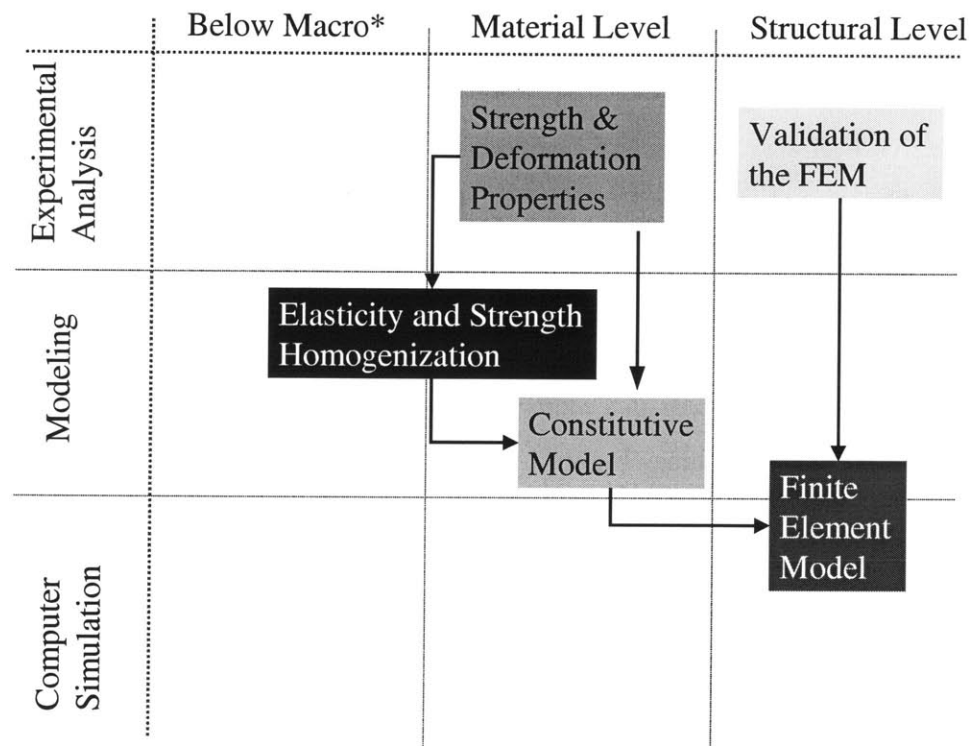 Below Macro*
Material Level
Structural Level
Experimental
Analysis
Strength &
Deformation
Properties
Validation of
the FEM
Modeling
Elasticity and Strength
Homogenization
Constitutive
Model
Finite
Element
Model
Computer
Simulation